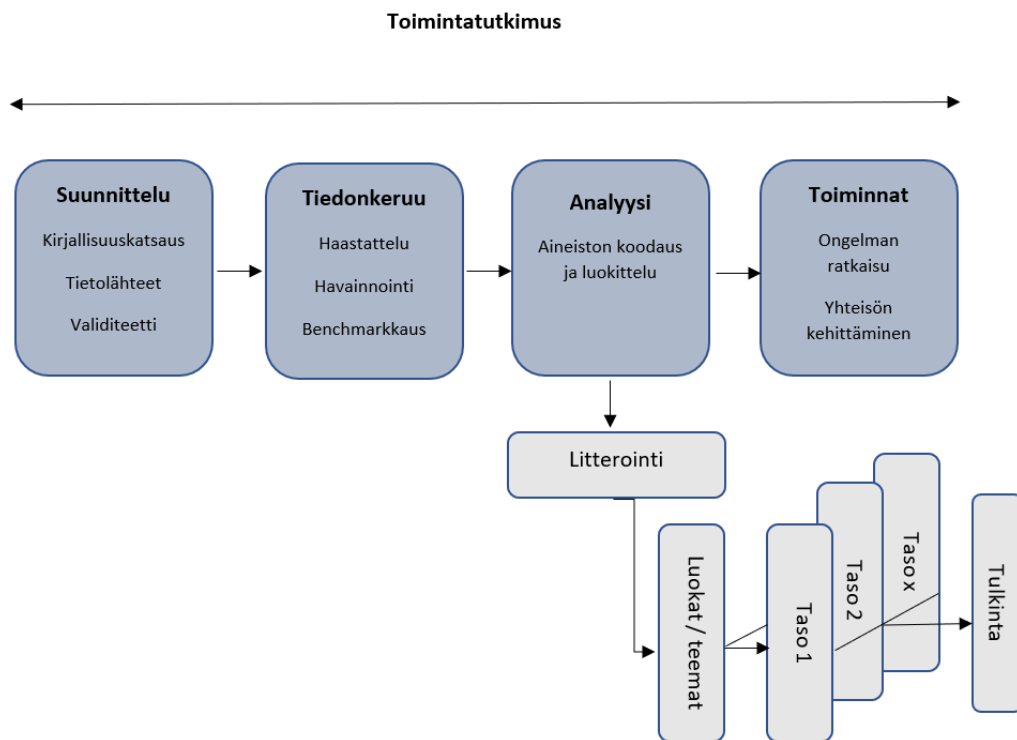 Toimintatutkimus
Suunnittelu
Kirjallisuuskatsaus
Tietolähteet
Validiteetti
Tiedonkeruu
Haastattelu
Havainnointi
Benchmarkkaus
Analyysi
Aineiston koodaus
ja luokittelu
Toiminnat
Ongelman
ratkaisu
Yhteisön
kehittäminen
Litterointi
Luokat / teemat
Taso 1
Taso 2
Taso x
Tulkinta